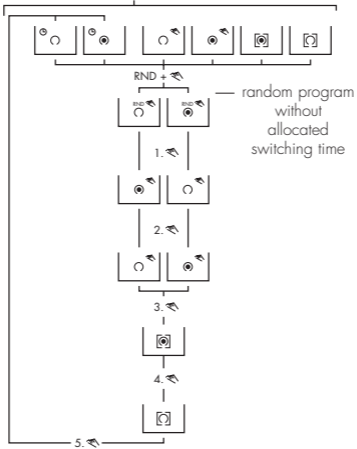 RND +
RND
RND
random program
without
allocated
switching time
1.
2.
3.
4.
5.